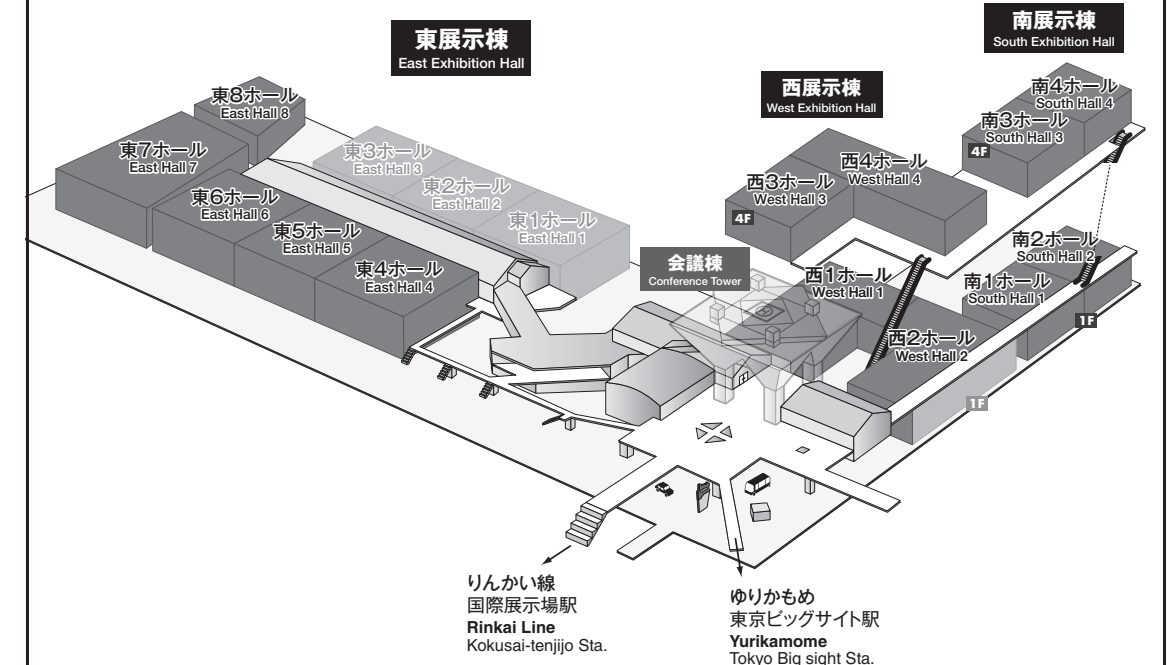 東展示棟
East Exhibition Hall
南展示棟
South Exhibition Hall
西展示棟
West Exhibition Hall
東8ホール
East Hall 8
東7ホール
East Hall 7
東6ホール
East Hall 6
東5ホール
East Hall 5
東4ホール
East Hall 4
東3ホール
East Hall 3
東2ホール
East Hall 2
東1ホール
East Hall 1
南4ホール
South Hall 4
南3ホール
South Hall 3
4F
西4ホール
West Hall 4
西3ホール
West Hall 3
4F
会議棟
Conference Tower
西1ホール
West Hall 1
西2ホール
West Hall 2
南2ホール
South Hall 2
南1ホール
South Hall 1
1F
1F
りんかい線
国際展示場駅
Rinkai Line
Kokusai-tenjijo Sta.
ゆりかもめ
東京ビッグサイト駅
Yurikamome
Tokyo Big sight Sta.